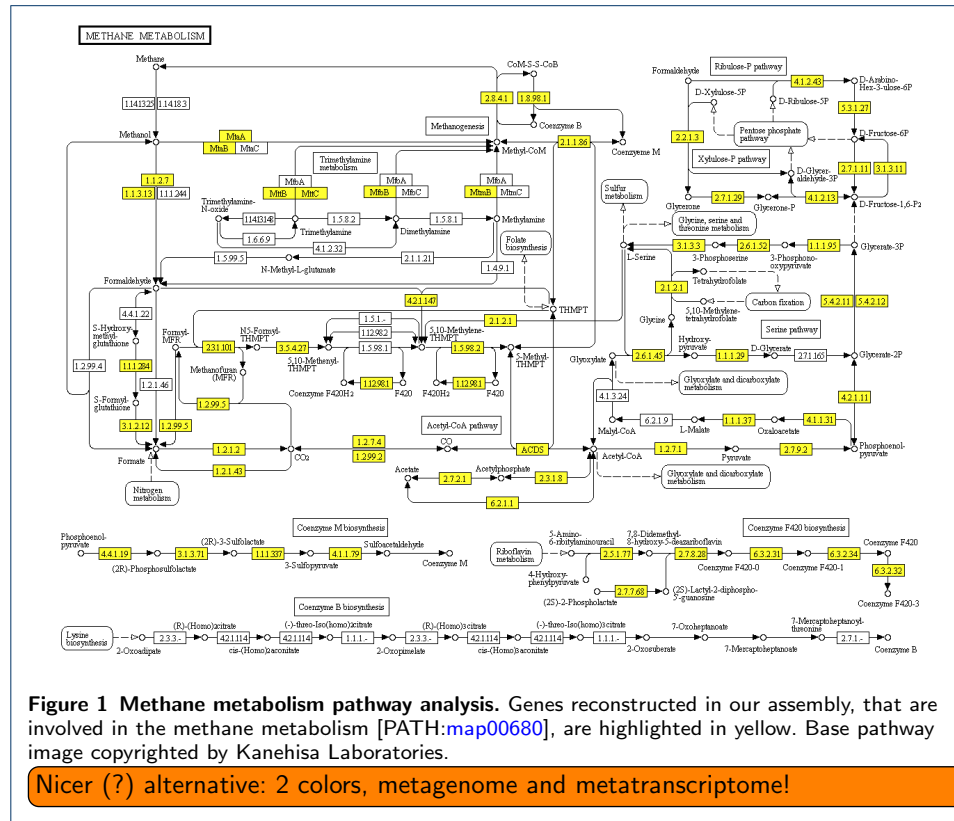 METHANE METABOLISM
Methane
CoM-S-S-CoB
Formaldehyde
Ribulose-P pathway
4.1.2.43
D-Arabino-
Hex-3-ulose-6P
D-Xylulose-5P
D-Ribulose-5P
1.14.13.25
1.14.18.3
2.8.4.1
1.8.98.1
5.3.1.27
Methanogenesis
Coenzyme B
Methanol
MtaA
MtaB
MtaC
Methyl-CoM
2.1.1.86
Coenzyeme M
2.2.1.3
Pentose phosphate
pathway
D-Fructose-6P
Xylulose-P pathway
Trimethylamine
metabolism
D-Glycer-
aldehyde-3P
2.7.1.11
3.1.3.11
1.1.2.7
1.1.3.13
1.1.1.244
MfbA
MttB
MttC
MfbA
MfbB
MfbC
MfbA
MtmB
MtmC
Sulfur
metabolism
2.7.1.29
4.1.2.13
Glycerone
Glycerone-P
D-Fructose-1,6-P2
Trimethylamine-
N-oxide
1.14.13.148
1.5.8.2
1.5.8.1
Methylamine
Trimethylamine
Dimethylamine
1.6.6.9
4.1.2.32
Glycine, serine and
threonine metabolism
Folate
biosynthesis
1.5.99.5
2.1.1.21
N-Methyl-L-glutamate
1.4.9.1
L-Serine
3.1.3.3
2.6.1.52
1.1.1.95
Glycerate-3P
3-Phosphoserine
3-Phosphono-
oxypyruvate
Formaldehyde
Tetrahydrofolate
2.1.2.1
Carbon fixation
4.2.1.147
THMPT
5.4.2.11
5.4.2.12
5,10-Methylene-
tetrahydrofolate
4.4.1.22
2.1.2.1
Glycine
Serine pathway
S-Hydroxy-
methyl-
glutathione
Formyl-
MFR
N5-Formyl-
THMPT
1.5.1.-
1.12.98.2
5,10-Methylene-
THMPT
2.3.1.101
3.5.4.27
1.5.98.1
1.5.98.2
5-Methyl-
THMPT
5,10-Methenyl-
THMPT
Glyoxylate
2.6.1.45
Hydroxy-
pyruvate
1.1.1.29
D-Glycerate
2.7.1.165
Glycerate-2P
1.2.99.4
1.1.1.284
Methanofuran
(MFR)
1.2.1.46
1.12.98.1
1.12.98.1
Coenzyme F420H2
F420
F420H2
F420
Glyoxylate and dicarboxylate
metabolism
4.1.3.24
S-Formyl-
glutathione
1.2.99.5
4.2.1.11
3.1.2.12
1.2.99.5
Malyl-CoA
6.2.1.9
L-Malate
1.1.1.37
Oxaloacetate
4.1.1.31
Acetyl-CoA pathway
Formate
1.2.1.2
CO2
1.2.7.4
1.2.99.2
CO
ACDS
Acetyl-CoA
1.2.7.1
Pyruvate
2.7.9.2
Phosphoenol-
pyruvate
1.2.1.43
Nitrogen
metabolism
Acetate
2.7.2.1
Acetylphosphate
2.3.1.8
6.2.1.1
Glyoxylate and dicarboxylate
metabolism
Coenzyme M biosynthesis
Phosphoenol-
pyruvate
4.4.1.19
(2R)-Phosphosulfolactate
(2R)-3-Sulfolactate
3.1.3.71
1.1.1.337
3-Sulfopyruvate
4.1.1.79
Sulfoacetaldehyde
Coenzyme M
Coenzyme F420 biosynthesis
Riboflavin
metabolism
5-Amino-
6-ribitylaminouracil
2.5.1.77
7,8-Didemethyl-
8-hydroxy-5-deazariboflavin
2.7.8.28
Coenzyme F420-0
6.3.2.31
Coenzyme F420-1
6.3.2.34
Coenzyme F420
6.3.2.32
Coenzyme F420-3
4-Hydroxy-
phenylpyruvate
2.7.7.68
(2S)-2-Phospholactate
(2S)-Lactyl-2-diphospho-
5'-guanosine
Coenzyme B biosynthesis
Lysine
biosynthesis
2-Oxoadipate
2.3.3.-
(R)-(Homo)2citrate
4.2.1.114
cis-(Homo)2aconitate
4.2.1.114
(-)-threo-Iso(homo)2citrate
1.1.1.-
2-Oxopimelate
2.3.3.-
(R)-(Homo)3citrate
4.2.1.114
cis-(Homo)3aconitate
4.2.1.114
(-)-threo-Iso(homo)3citrate
1.1.1.-
2-Oxosuberate
7-Oxoheptanoate
7-Mercaptoheptanoate
7-Mercaptoheptanoyl-
threonine
2.7.1.-
Coenzyme B
Figure 1 Methane metabolism pathway analysis. Genes reconstructed in our assembly, that are
involved in the methane metabolism [PATH:map00680], are highlighted in yellow. Base pathway
image copyrighted by Kanehisa Laboratories.
Nicer (?) alternative: 2 colors, metagenome and metatranscriptome!